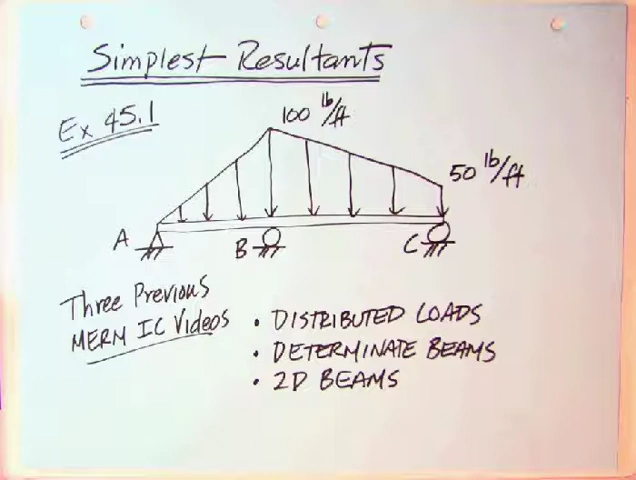 Simplest Resultants
Ex 45.1
100 lb/ft
50 lb/ft
A
B
C
Three Previous
MERM IC Videos
• DISTRIBUTED LOADS
• DETERMINATE BEAMS
• 2D BEAMS